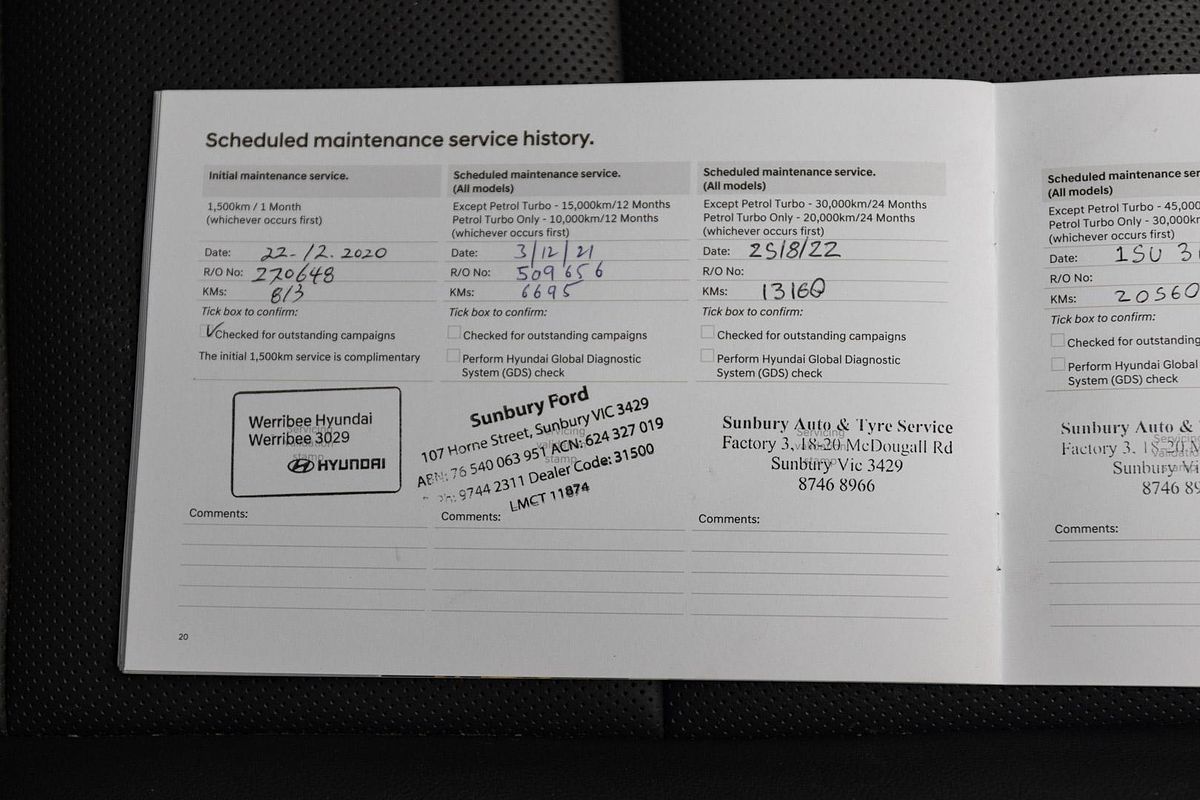 Scheduled maintenance service history.
Initial maintenance service.
1,500km / 1 Month
(whichever occurs first)
Date: 22-12.2020
R/O No: 270648
KMs: 813
Tick box to confirm:
Checked for outstanding campaigns
The initial 1,500km service is complimentary
Werribee Hyundai
Werribee 3029
HYUNDAI
Comments:
20
Scheduled maintenance service.
(All models)
Except Petrol Turbo - 15,000km/12 Months
Petrol Turbo Only - 10,000km/12 Months
(whichever occurs first)
Date: 3/12/21
R/O No: 509656
KMs: 6695
Tick box to confirm:
Checked for outstanding campaigns
Perform Hyundai Global Diagnostic
System (GDS) check
Sunbury Ford
107 Horne Street, Sunbury VIC 3429
ABN: 76 540 063 951 ACN: 624 327 019
Ph: 9744 2311 Dealer Code: 31500
LMCT 11874
Comments:
Scheduled maintenance service.
(All models)
Except Petrol Turbo - 30,000km/24 Months
Petrol Turbo Only - 20,000km/24 Months
(whichever occurs first)
Date: 25/8/22
R/O No:
KMs: 13160
Tick box to confirm:
Checked for outstanding campaigns
Perform Hyundai Global Diagnostic
System (GDS) check
Servicing
Sunbury Auto & Tyre Service
Factory 3, 18-20 McDougall Rd
Sunbury Vic 3429
8746 8966
Comments:
Scheduled maintenance ser
(All models)
Except Petrol Turbo - 45,000
Petrol Turbo Only - 30,000k
(whichever occurs first)
Date:
R/O No:
KMs: 20560
Tick box to confirm:
Checked for outstanding
Perform Hyundai Global
System (GDS) check
Sunbury Auto &
Factory 3, 18-20 M
Sunbury Vi
8746 89
Comments: